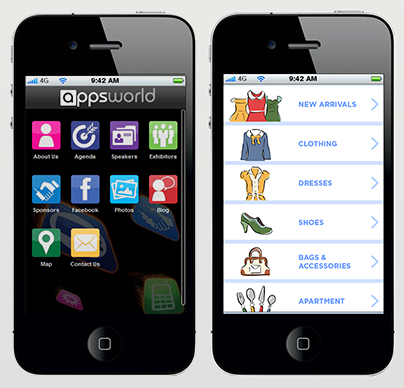 4G 9:42 AM
appsworld
About Us Agenda Speakers Exhibitors
Sponsors Facebook Photos Blog
Map Contact Us
4G 9:42 AM
NEW ARRIVALS
CLOTHING
DRESSES
SHOES
BAGS &
ACCESSORIES
APARTMENT